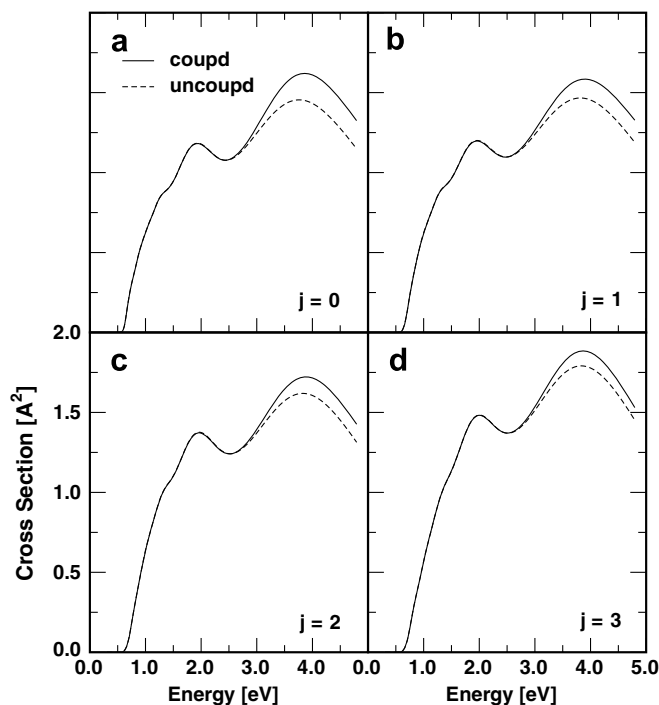 a
b
coupd
uncoupd
j = 0
j = 1
2.0
c
d
1.5
1.0
0.5
0.0
Cross Section [A²]
j = 2
j = 3
0.0 1.0 2.0 3.0 4.0 0.0 1.0 2.0 3.0 4.0 5.0
Energy [eV] Energy [eV]